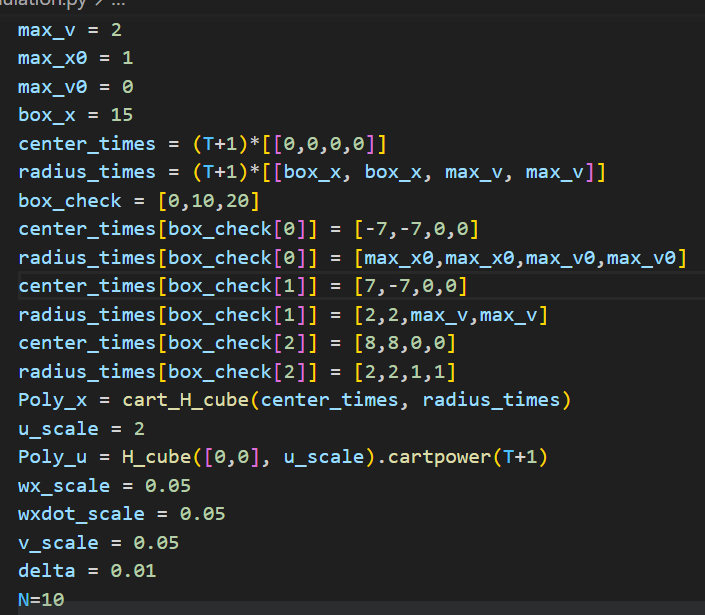 max_v = 2
max_x0 = 1
max_v0 = 0
box_x = 15
center_times = (T+1)*[[0,0,0,0]]
radius_times = (T+1)*[[box_x, box_x, max_v, max_v]]
box_check = [0,10,20]
center_times[box_check[0]] = [-7,-7,0,0]
radius_times[box_check[0]] = [max_x0,max_x0,max_v0,max_v0]
center_times[box_check[1]] = [7,-7,0,0]
radius_times[box_check[1]] = [2,2,max_v,max_v]
center_times[box_check[2]] = [8,8,0,0]
radius_times[box_check[2]] = [2,2,1,1]
Poly_x = cart_H_cube(center_times, radius_times)
u_scale = 2
Poly_u = H_cube([0,0], u_scale).cartpower(T+1)
wx_scale = 0.05
wxdot_scale = 0.05
v_scale = 0.05
delta = 0.01
N=10